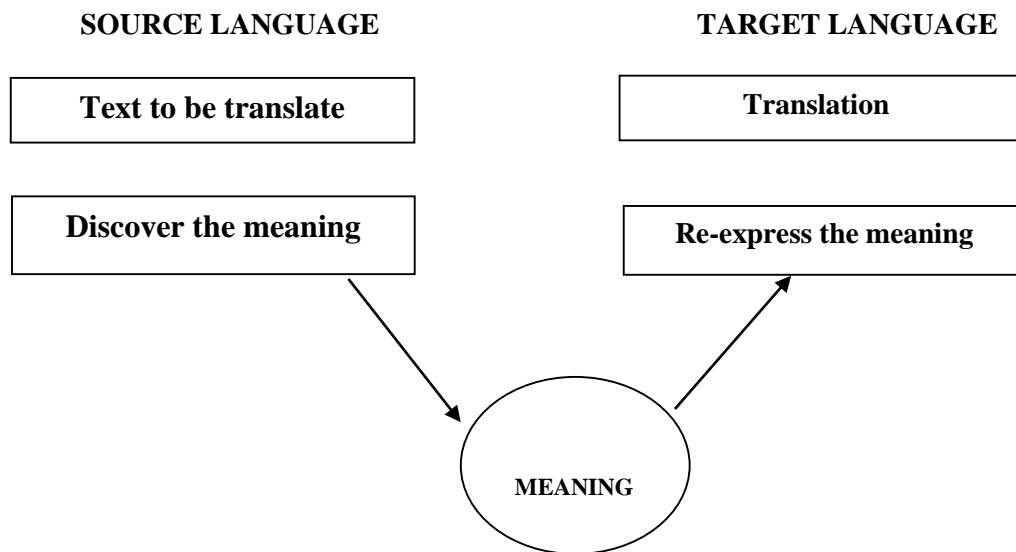 SOURCE LANGUAGE
TARGET LANGUAGE
Text to be translate
Translation
Discover the meaning
Re-express the meaning
MEANING